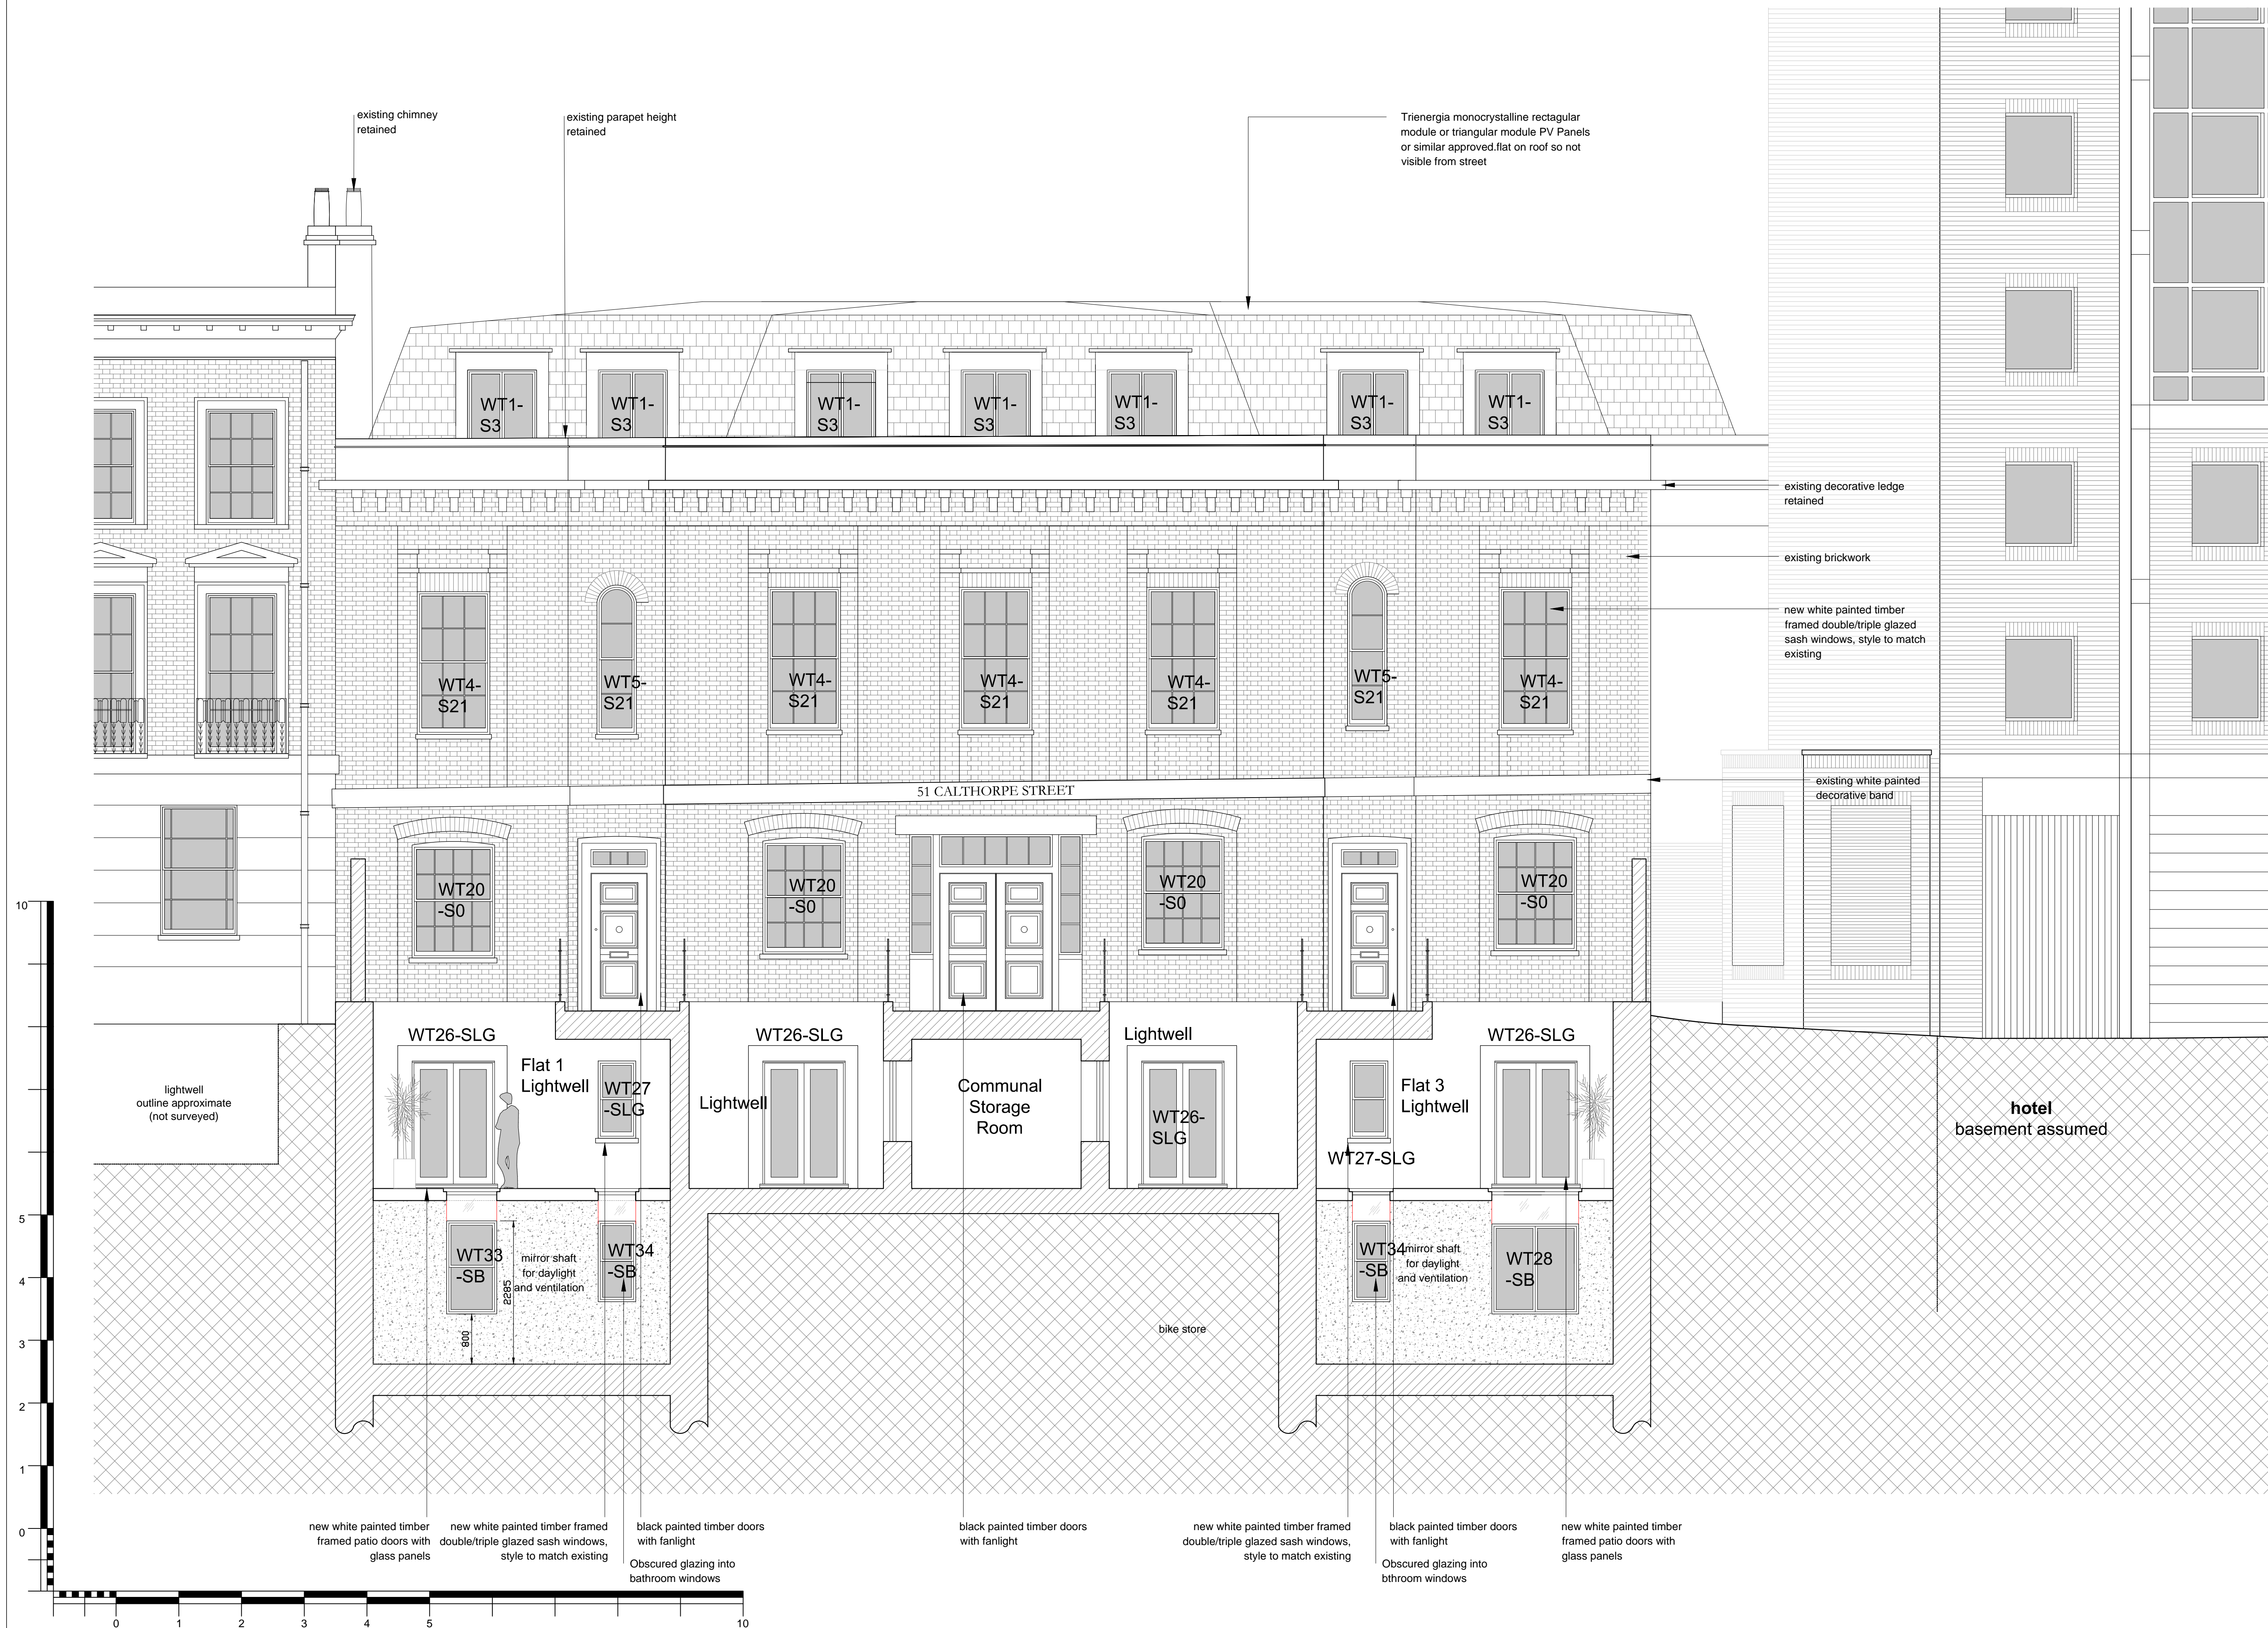 existing chimney
retained
existing parapet height
retained
Trienergia monocrystalline rectagular
module or triangular module PV Panels
or similar approved.flat on roof so not
visible from street
WT1-
S3
WT1-
S3
WT1-
S3
WT1-
S3
WT1-
S3
WT1-
S3
WT1-
S3
existing decorative ledge
retained
existing brickwork
new white painted timber
framed double/triple glazed
sash windows, style to match
existing
WT4-
S21
WT5-
S21
WT4-
S21
WT4-
S21
WT4-
S21
WT5-
S21
WT4-
S21
existing white painted
decorative band
51 CALTHORPE STREET
WT20
-S0
WT20
-S0
WT20
-S0
WT20
-S0
10
WT26-SLG
Flat 1
Lightwell
WT27
-SLG
WT26-SLG
Lightwell
Communal
Storage
Room
Lightwell
WT26-
SLG
Flat 3
Lightwell
WT27-SLG
WT26-SLG
lightwell
outline approximate
(not surveyed)
hotel
basement assumed
5
4
3
2
1
0
WT33
-SB
mirror shaft
for daylight
and ventilation
2285
800
WT34
-SB
bike store
WT34
-SB
mirror shaft
for daylight
and ventilation
WT28
-SB
new white painted timber
framed patio doors with
glass panels
new white painted timber framed
double/triple glazed sash windows,
style to match existing
black painted timber doors
with fanlight
Obscured glazing into
bathroom windows
black painted timber doors
with fanlight
new white painted timber framed
double/triple glazed sash windows,
style to match existing
black painted timber doors
with fanlight
Obscured glazing into
bthroom windows
new white painted timber
framed patio doors with
glass panels
0 1 2 3 4 5 10